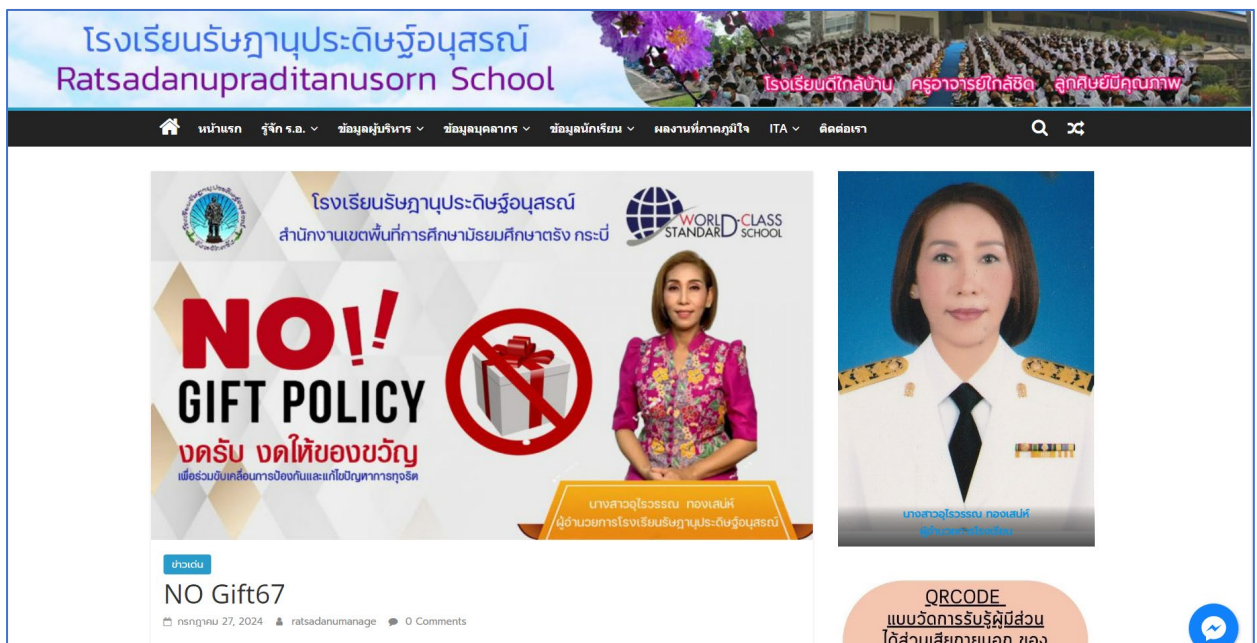 โรงเรียนรัษฎานุประดิษฐ์อนุสรณ์
Ratsadanupraditanusorn School
โรงเรียนดีใกล้บ้าน ครูอาจารย์ใกล้ชิด ลูกศิษย์มีคุณภาพ
หน้าแรก รู้จัก ร.อ. ข้อมูลผู้บริหาร ข้อมูลบุคลากร ข้อมูลนักเรียน ผลงานที่ภาคภูมิใจ ITA ติดต่อเรา
โรงเรียนรัษฎานุประดิษฐ์อนุสรณ์
สำนักงานเขตพื้นที่การศึกษามัธยมศึกษาตรัง กระบี่
WORLD-CLASS
STANDARD SCHOOL
NO!!
GIFT POLICY
งดรับ งดให้ของขวัญ
เพื่อร่วมขับเคลื่อนการป้องกันและแก้ไขปัญหาการทุจริต
นางสาวอุไรวรรณ ทองเสน่ห์
ผู้อำนวยการโรงเรียนรัษฎานุประดิษฐ์อนุสรณ์
นางสาวอุไรวรรณ ทองเสน่ห์
ผู้อำนวยการโรงเรียน
ข่าวเด่น
NO Gift67
กรกฎาคม 27, 2024 ratsadanumanage 0 Comments
QRCODE
แบบวัดการรับรู้ผู้มีส่วน
ได้ส่วนเสียภายนอก ของ